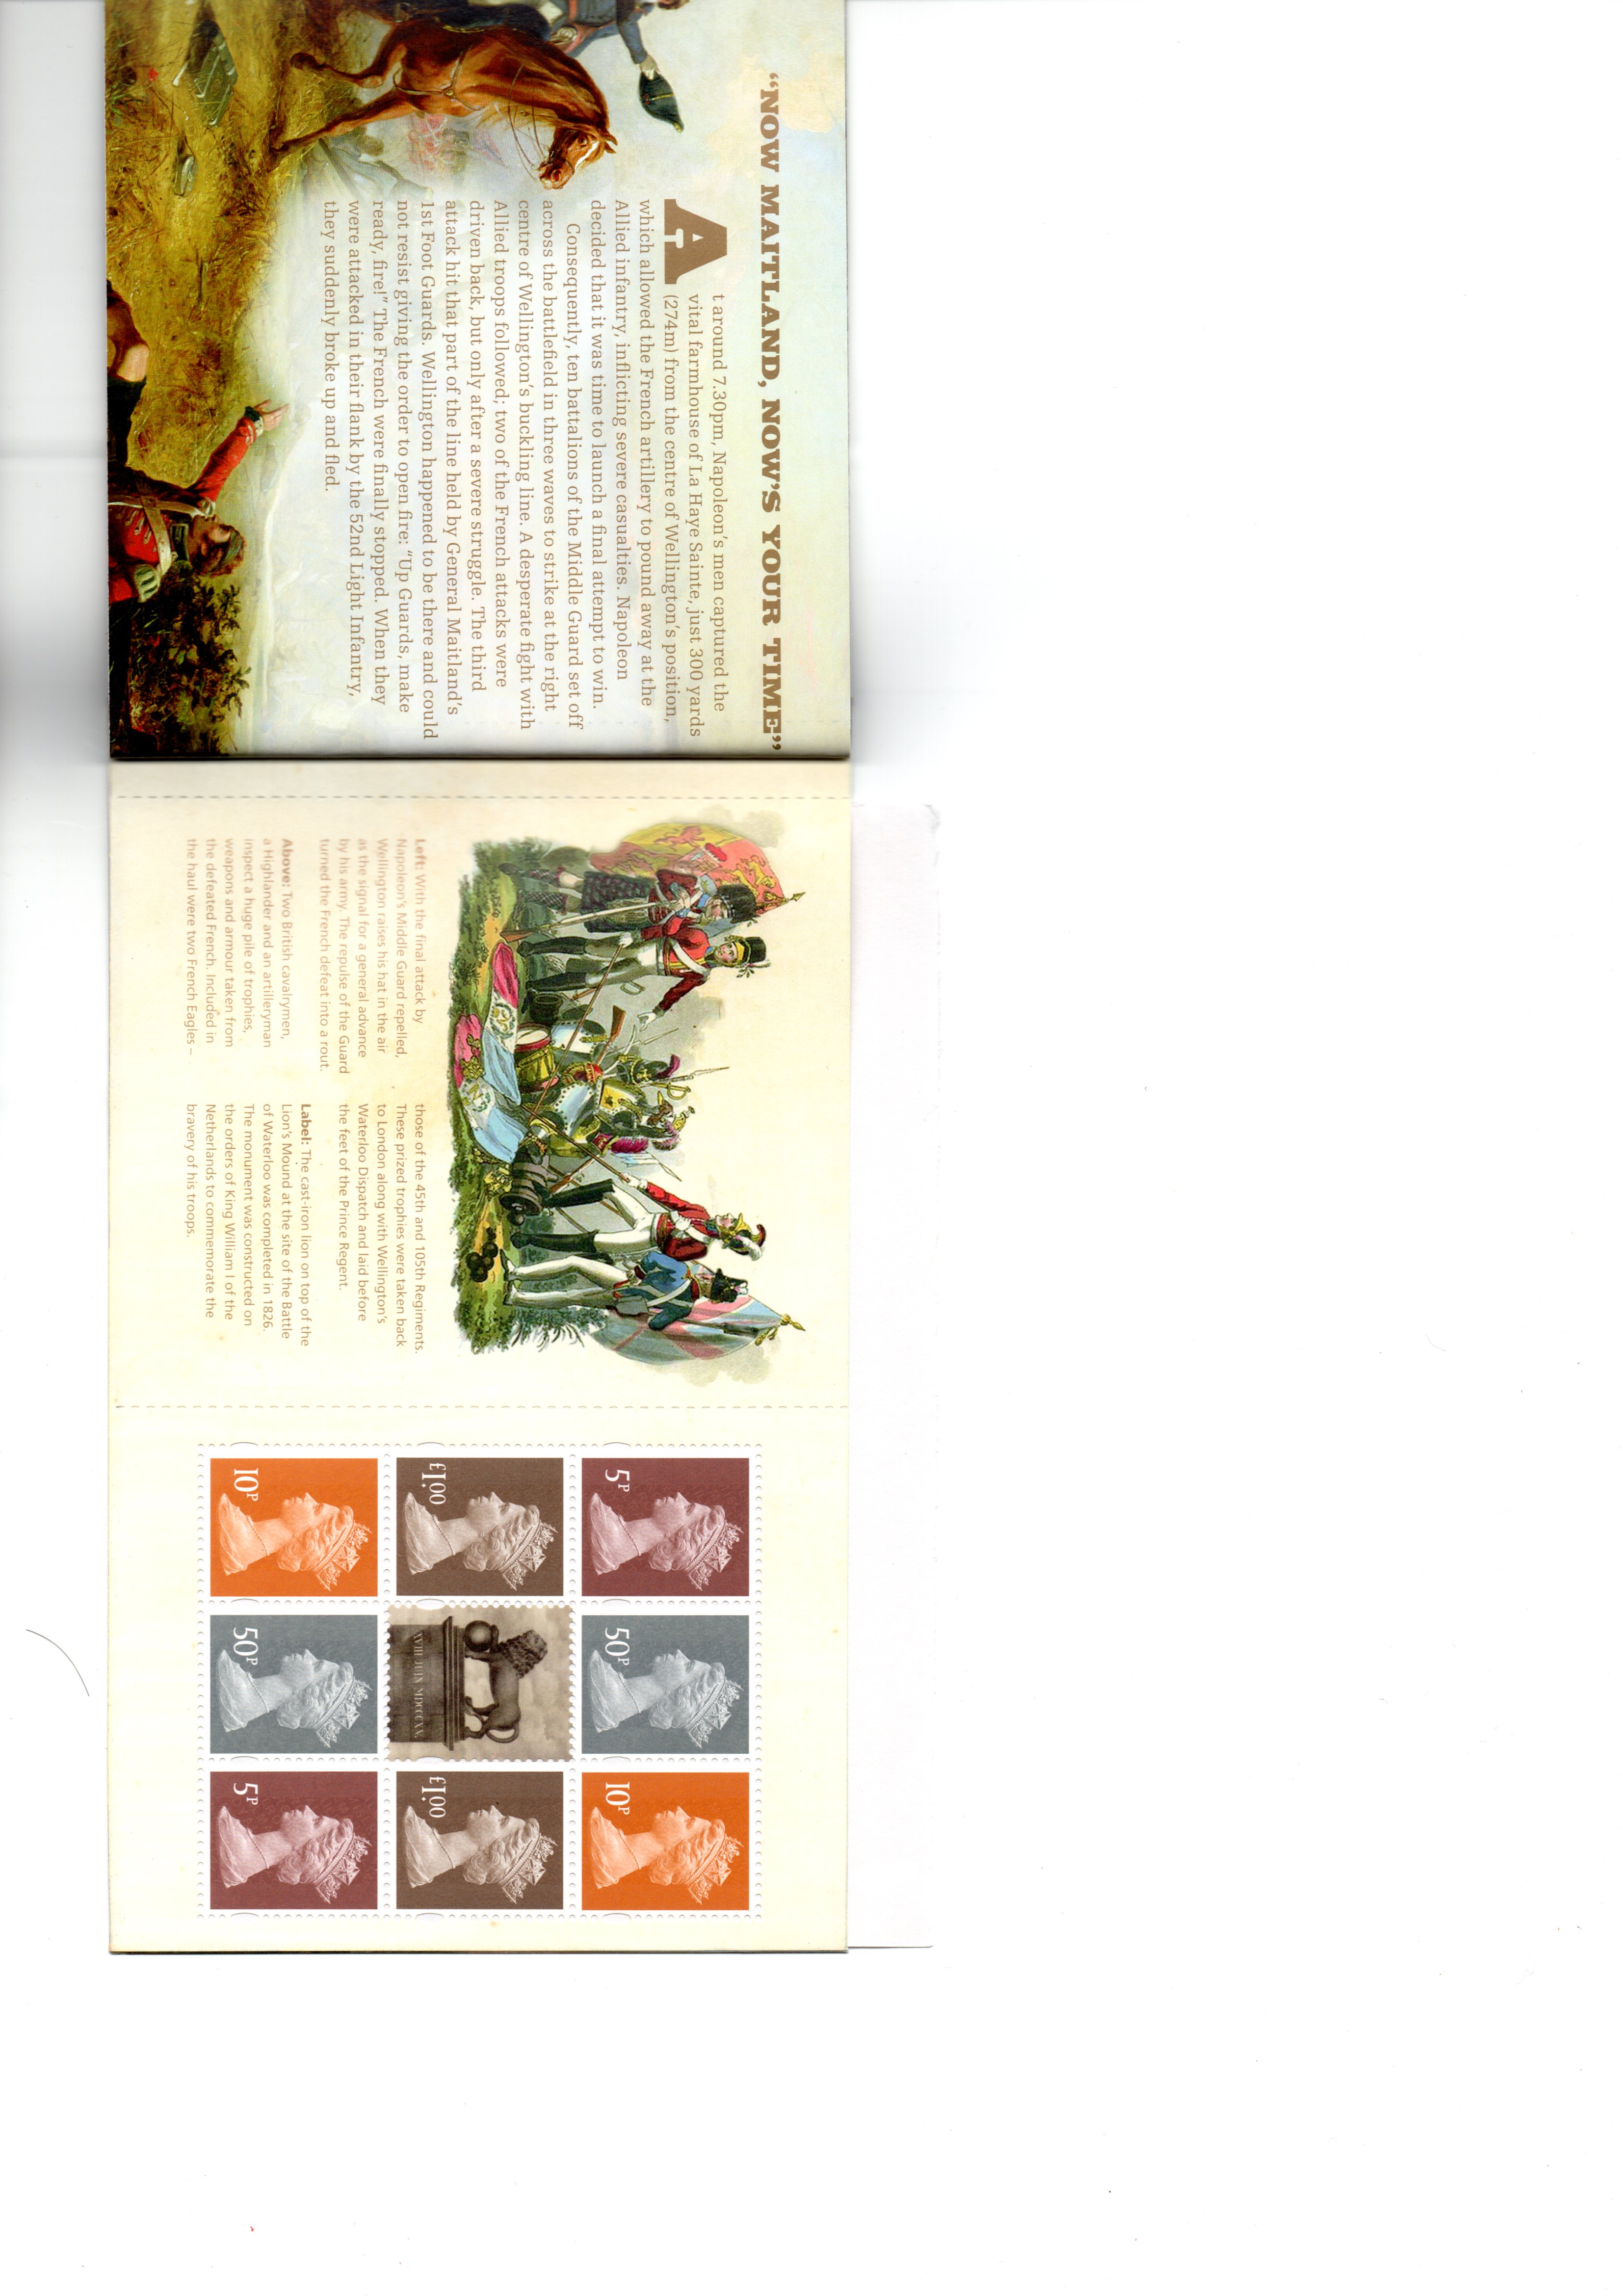 “NOW MAITLAND, NOW’S YOUR TIME”
At around 7.30pm, Napoleon’s men captured the
vital farmhouse of La Haye Sainte, just 300 yards
(274m) from the centre of Wellington’s position,
which allowed the French artillery to pound away at the
Allied infantry, inflicting severe casualties. Napoleon
decided that it was time to launch a final attempt to win.
Consequently, ten battalions of the Middle Guard set off
across the battlefield in three waves to strike at the right
centre of Wellington’s buckling line. A desperate fight with
Allied troops followed; two of the French attacks were
driven back, but only after a severe struggle. The third
attack hit that part of the line held by General Maitland’s
1st Foot Guards. Wellington happened to be there and could
not resist giving the order to open fire: “Up Guards, make
ready, fire!” The French were finally stopped. When they
were attacked in their flank by the 52nd Light Infantry,
they suddenly broke up and fled.
Left: With the final attack by
Napoleon’s Middle Guard repelled,
Wellington raises his hat in the air
as the signal for a general advance
by his army. The repulse of the Guard
turned the French defeat into a rout.
Above: Two British cavalrymen,
a Highlander and an artilleryman
inspect a huge pile of trophies,
weapons and armour taken from
the defeated French. Included in
the haul were two French Eagles –
those of the 45th and 105th Regiments.
These prized trophies were taken back
to London along with Wellington’s
Waterloo Dispatch and laid before
the feet of the Prince Regent.
Label: The cast-iron lion on top of the
Lion’s Mound at the site of the Battle
of Waterloo was completed in 1826.
The monument was constructed on
the orders of King William I of the
Netherlands to commemorate the
bravery of his troops.
5P
50P
10P
£1.00
XVIII JUIN MDCCCXV.
£1.00
10P
50P
5P